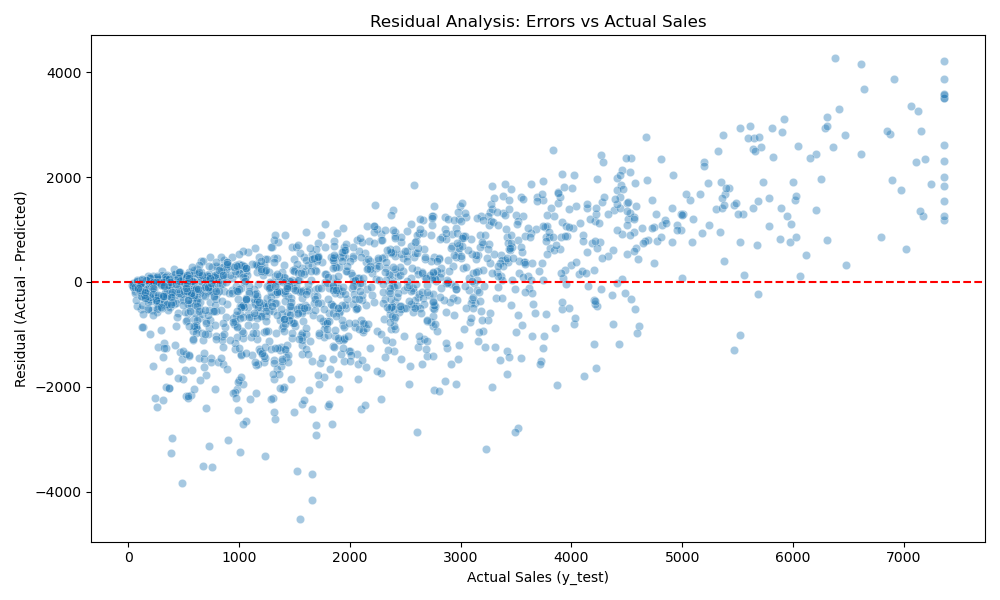 Residual Analysis: Errors vs Actual Sales
4000
2000
0
−2000
−4000
Residual (Actual - Predicted)
0 1000 2000 3000 4000 5000 6000 7000
Actual Sales (y_test)